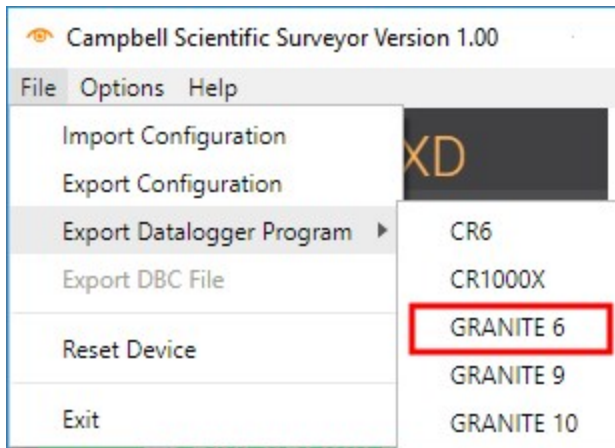 Campbell Scientific Surveyor Version 1.00
File Options Help
Import Configuration
Export Configuration
Export Datalogger Program
Export DBC File
Reset Device
Exit
XD
CR6
CR1000X
GRANITE 6
GRANITE 9
GRANITE 10